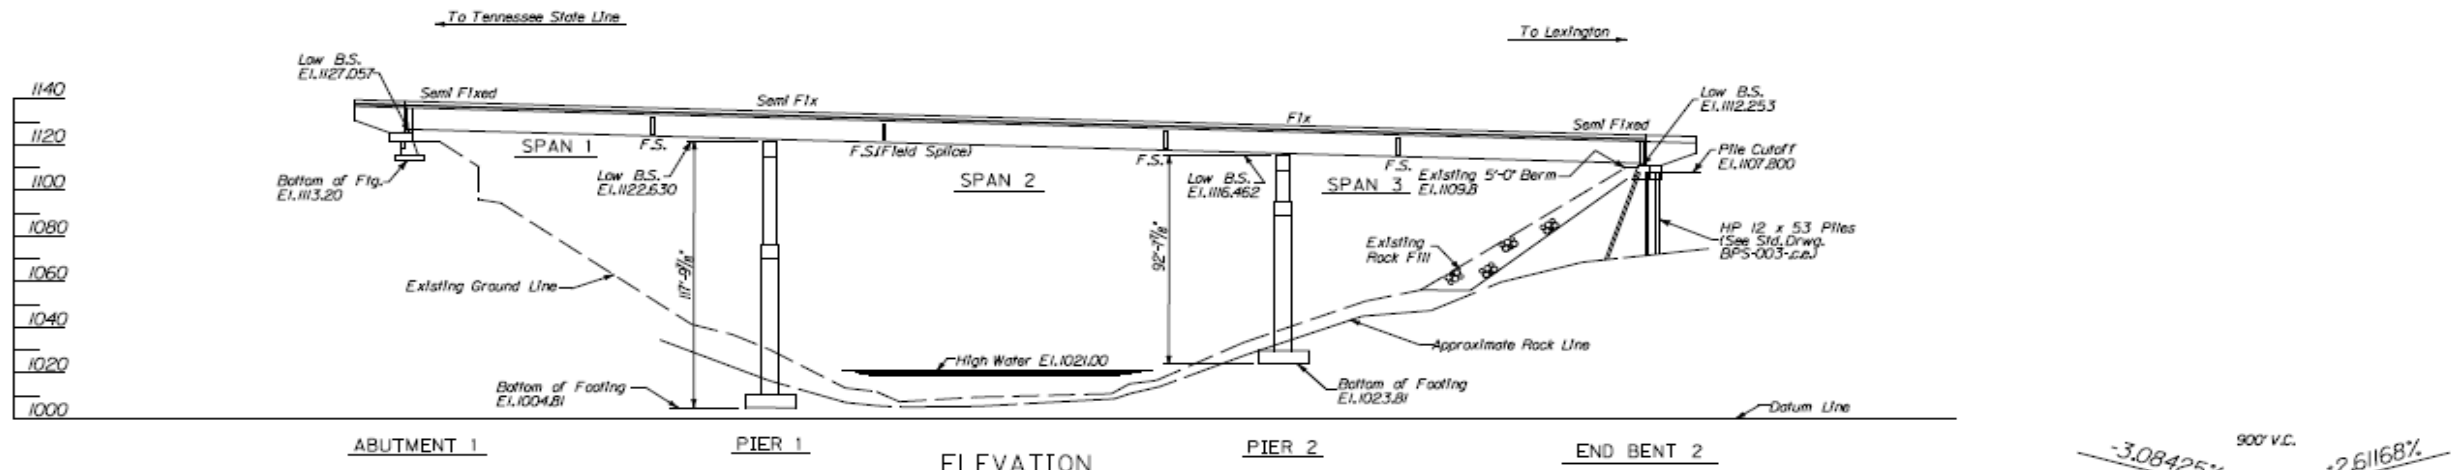 To Tennessee State Line
To Lexington
Low B.S.
El.1127.057
Low B.S.
El.1112.253
1140
1120
1100
1080
1060
1040
1020
1000
Semi Fixed
Semi Fix
Fix
Semi Fixed
SPAN 1
F.S.
F.S.(Field Splice)
F.S.
F.S.
SPAN 2
SPAN 3
Bottom of Ftg.
El.1113.20
Low B.S.
El.1122.630
Low B.S.
El.1116.462
Existing 5'-0" Berm
El.1109.8
Pile Cutoff
El.1107.800
HP 12 x 53 Piles
(See Std. Drwg.
BPS-003-,c.e.)
117'-9⅞"
92'-7⅞"
Existing
Rock Fill
Existing Ground Line
Approximate Rock Line
High Water El.1021.00
Bottom of Footing
El.1004.81
Bottom of Footing
El.1023.81
Datum Line
ABUTMENT 1
PIER 1
ELEVATION
PIER 2
END BENT 2
900' V.C.
-3.08425%
+2.61168%